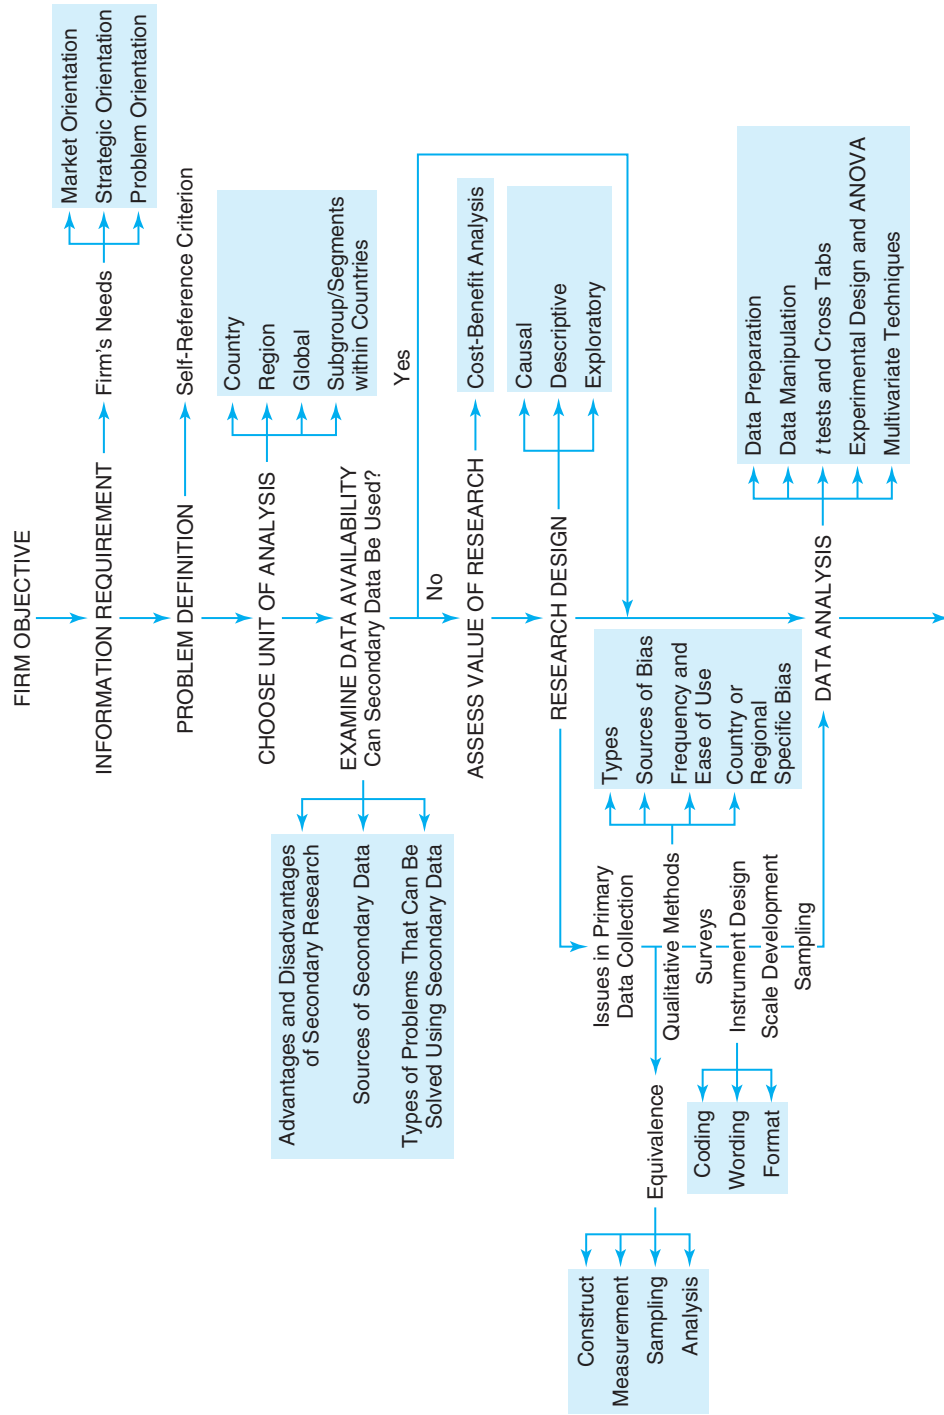 FIRM OBJECTIVE
INFORMATION REQUIREMENT
Firm's Needs
Market Orientation
Strategic Orientation
Problem Orientation
PROBLEM DEFINITION
Self-Reference Criterion
CHOOSE UNIT OF ANALYSIS
Country
Region
Global
Subgroup/Segments
within Countries
EXAMINE DATA AVAILABILITY
Can Secondary Data Be Used?
Advantages and Disadvantages
of Secondary Research
Sources of Secondary Data
Types of Problems That Can Be
Solved Using Secondary Data
Yes
No
ASSESS VALUE OF RESEARCH
Cost-Benefit Analysis
RESEARCH DESIGN
Causal
Descriptive
Exploratory
Issues in Primary
Data Collection
Qualitative Methods
Types
Sources of Bias
Frequency and
Ease of Use
Country or
Regional
Specific Bias
Equivalence
Construct
Measurement
Sampling
Analysis
Surveys
Instrument Design
Coding
Wording
Format
Scale Development
Sampling
DATA ANALYSIS
Data Preparation
Data Manipulation
t tests and Cross Tabs
Experimental Design and ANOVA
Multivariate Techniques